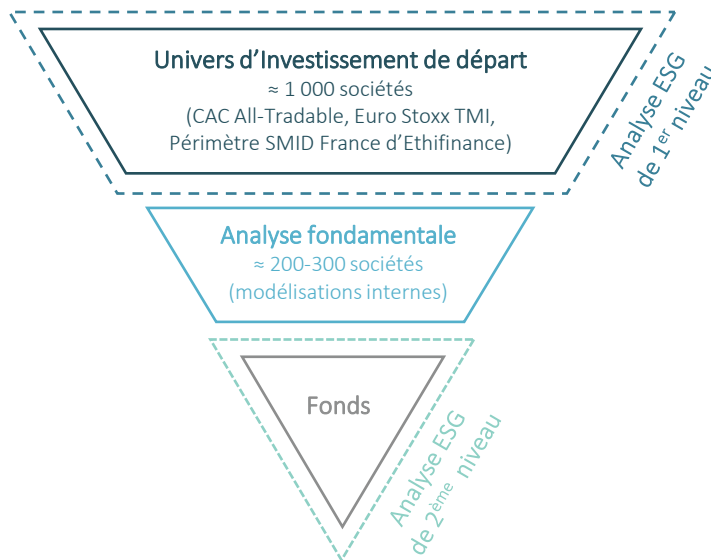 Univers d’Investissement de départ
≈ 1 000 sociétés
(CAC All-Tradable, Euro Stoxx TMI,
Périmètre SMID France d’Ethifinance)
Analyse ESG
de 1er niveau
Analyse fondamentale
≈ 200-300 sociétés
(modélisations internes)
Fonds
Analyse ESG
de 2ème niveau